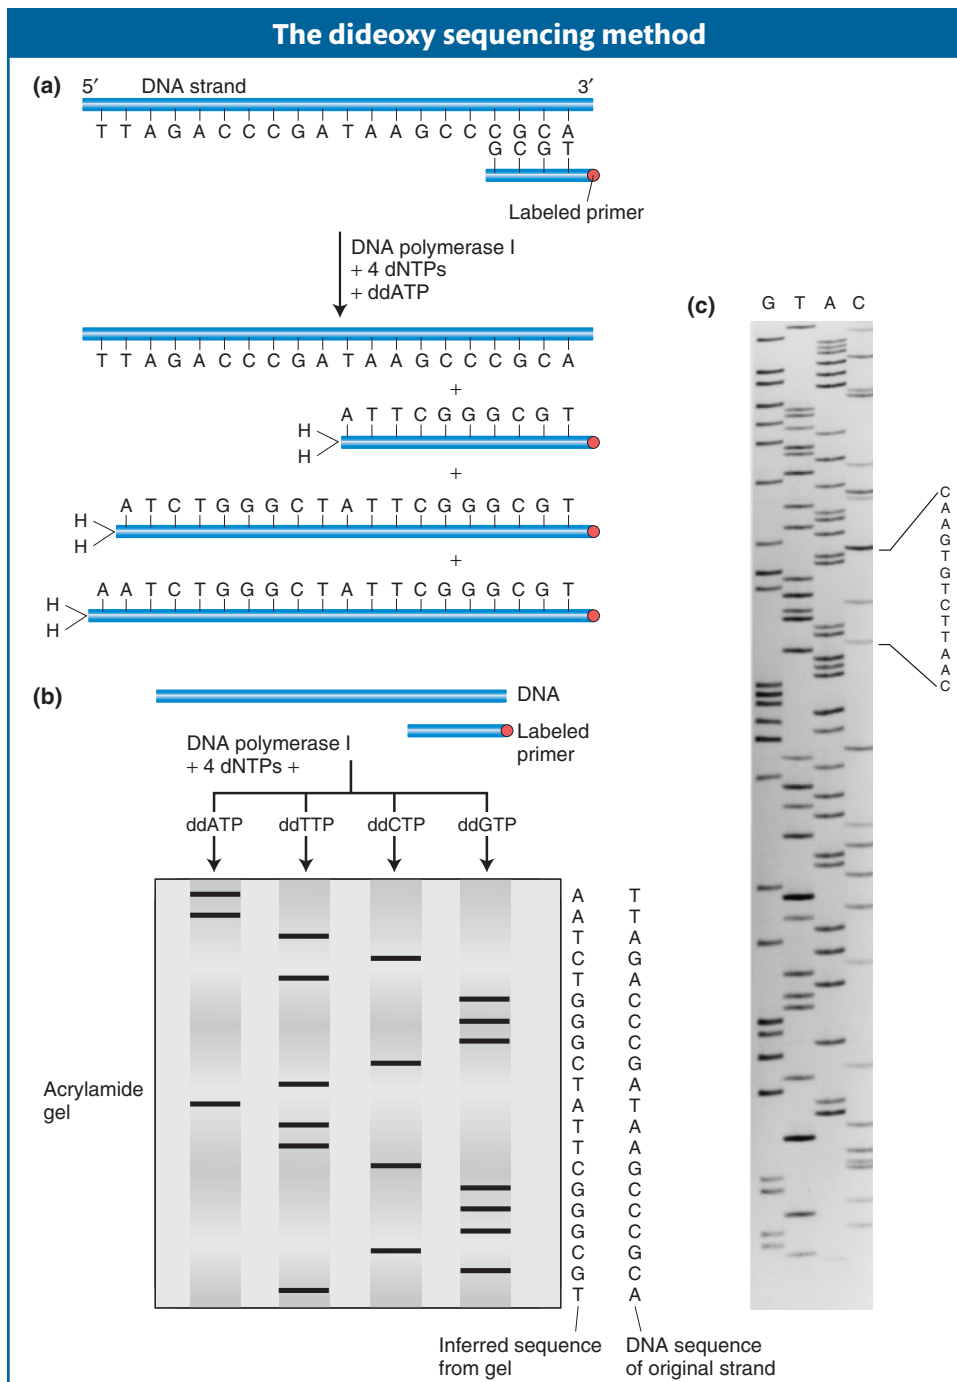 The dideoxy sequencing method
(a)
5′ DNA strand 3′
T T A G A C C C G A T A A G C C C G C A
G C G T
Labeled primer
DNA polymerase I
+ 4 dNTPs
+ ddATP
T T A G A C C C G A T A A G C C C G C A
+
A T T C G G G C G T
H
H
+
A T C T G G G C T A T T C G G G C G T
H
H
+
A A T C T G G G C T A T T C G G G C G T
H
H
(b)
DNA
Labeled
primer
DNA polymerase I
+ 4 dNTPs +
ddATP ddTTP ddCTP ddGTP
Acrylamide
gel
A T
A T
T A
C G
T A
G C
G C
G C
C G
T A
A T
T A
T A
C G
G C
G C
G C
C G
G C
T A
Inferred sequence
from gel
DNA sequence
of original strand
(c)
G T A C
C
A
A
G
T
G
T
C
T
T
A
A
C